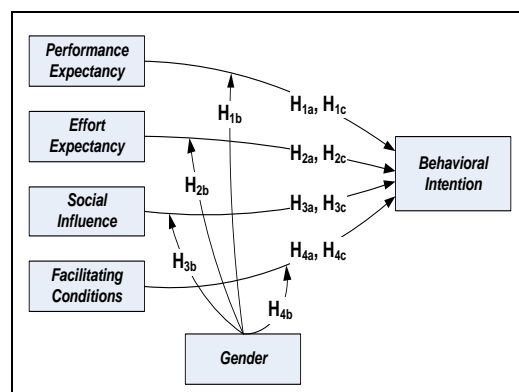 Performance
Expectancy
H1a, H1c
H1b
Effort
Expectancy
H2a, H2c
H2b
Behavioral
Intention
Social
Influence
H3a, H3c
H3b
Facilitating
Conditions
H4a, H4c
H4b
Gender